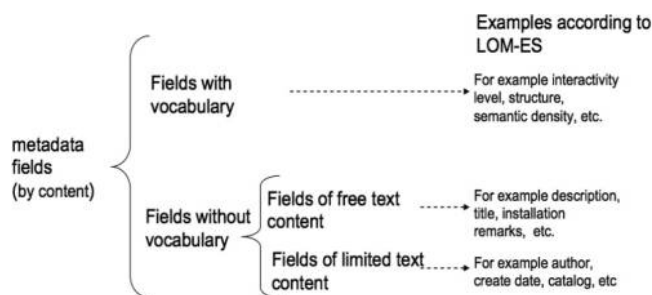 Examples according to
LOM-ES
Fields with
vocabulary
For example interactivity
level, structure,
semantic density, etc.
metadata
fields
(by content)
Fields without
vocabulary
Fields of free text
content
For example description,
title, installation
remarks,  etc.
Fields of limited text
content
For example author,
create date, catalog, etc